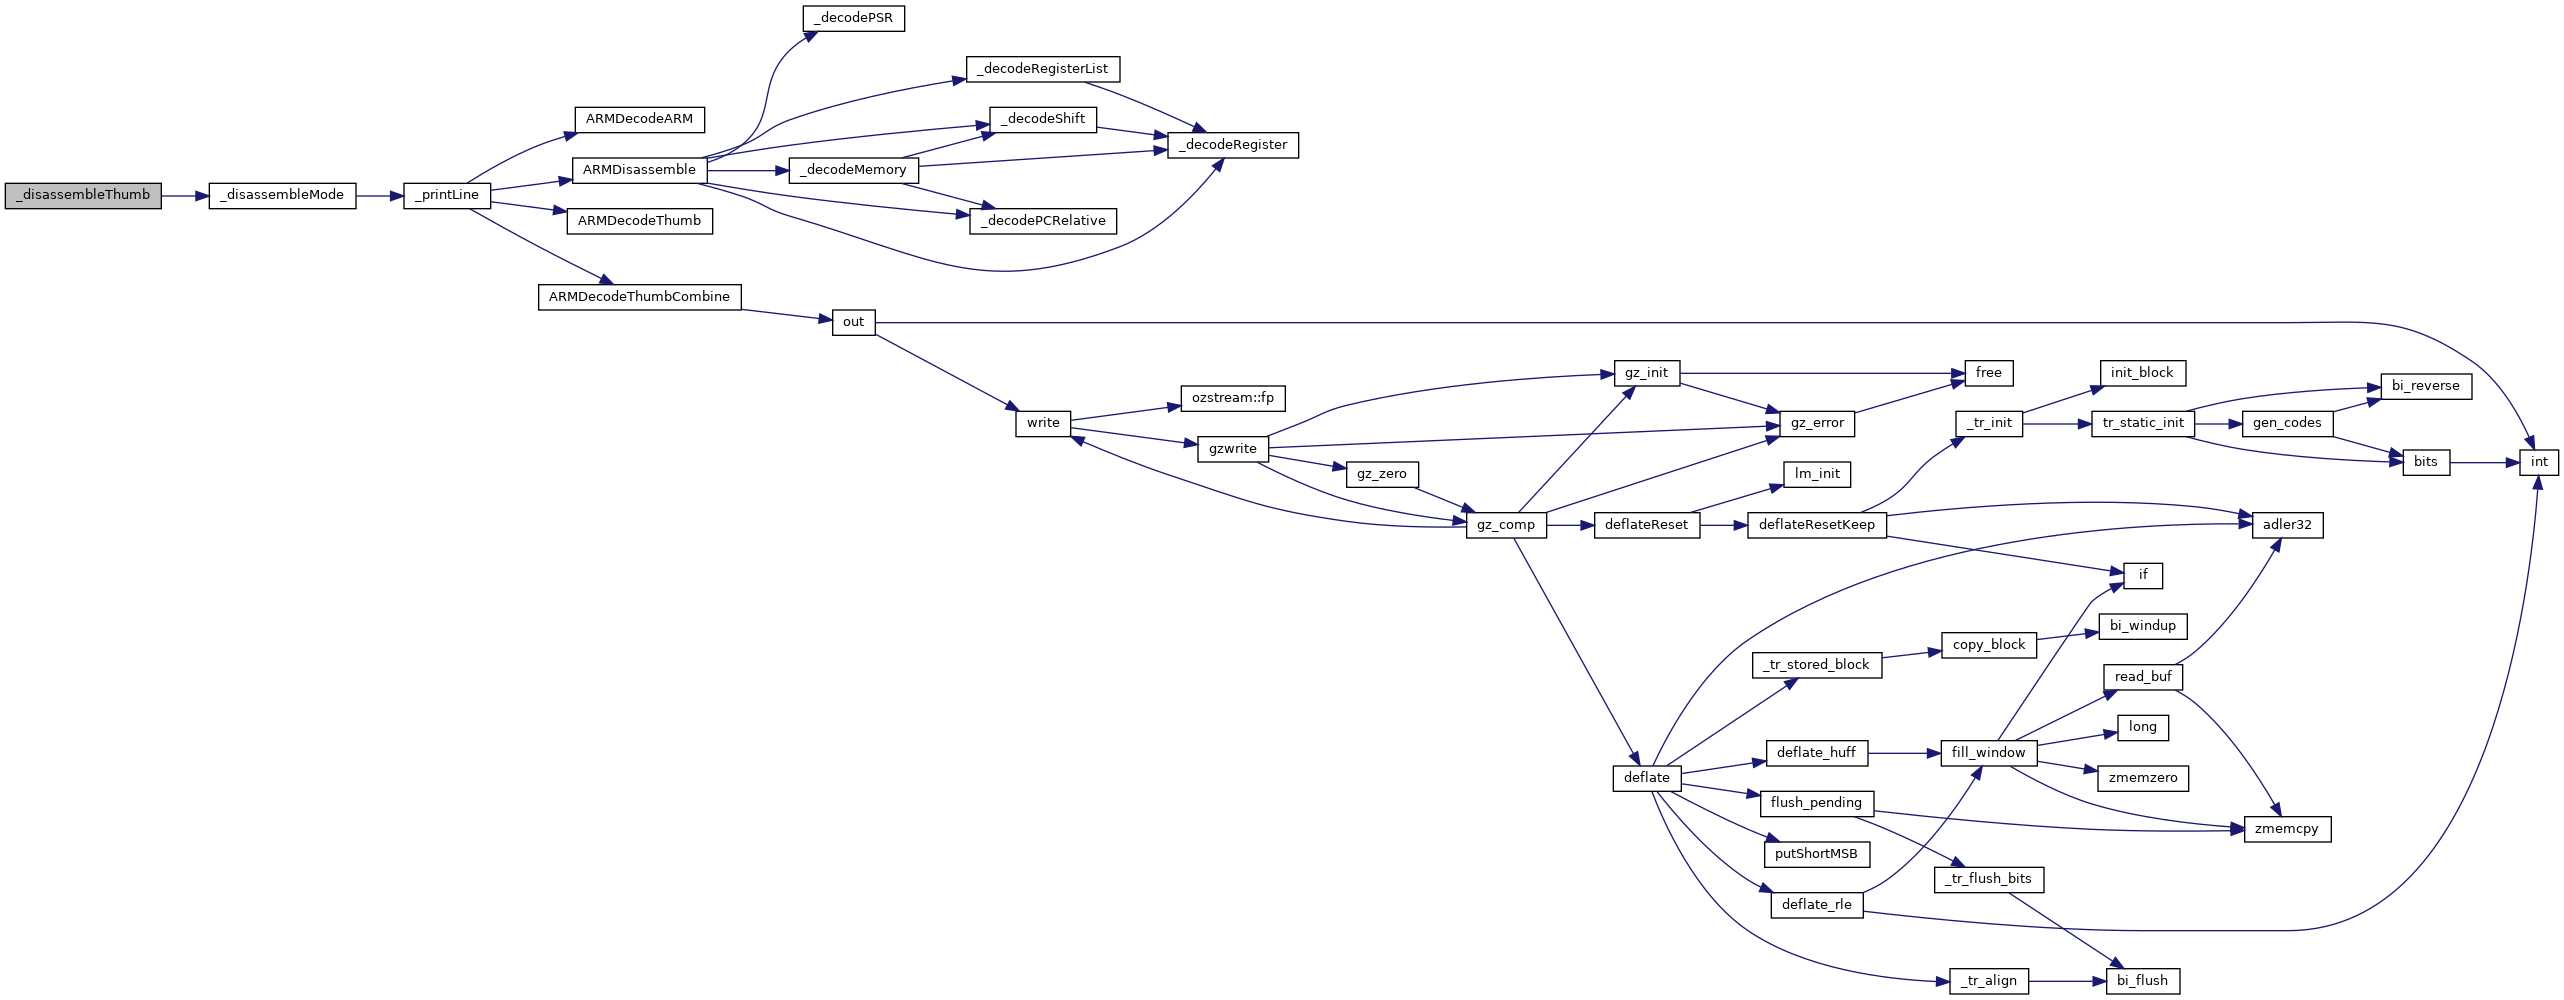 _decodePSR
_decodeRegisterList
ARMDecodeARM
_decodeShift
_decodeRegister
ARMDisassemble
_decodeMemory
_disassembleThumb
_disassembleMode
_printLine
ARMDecodeThumb
_decodePCRelative
ARMDecodeThumbCombine
out
gz_init
free
init_block
bi_reverse
ozstream::fp
write
gz_error
_tr_init
tr_static_init
gen_codes
gzwrite
bits
int
gz_zero
lm_init
gz_comp
deflateReset
deflateResetKeep
adler32
if
bi_windup
copy_block
_tr_stored_block
read_buf
long
deflate_huff
fill_window
deflate
zmemzero
flush_pending
zmemcpy
putShortMSB
_tr_flush_bits
deflate_rle
_tr_align
bi_flush